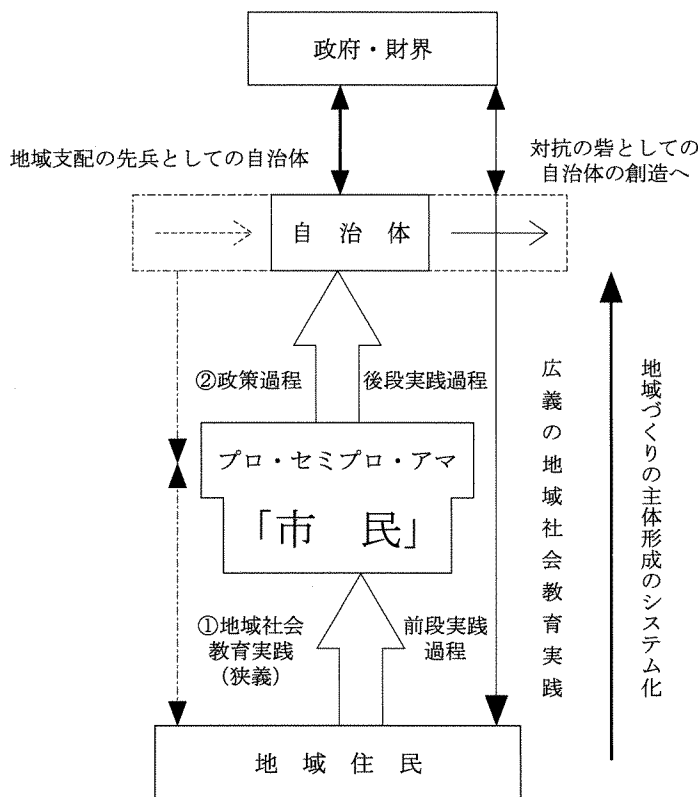 政府・財界
地域支配の先兵としての自治体
対抗の砦としての
自治体の創造へ
自治体
②政策過程
後段実践過程
プロ・セミプロ・アマ
「市民」
①地域社会
教育実践
(狭義)
前段実践
過程
広義の地域社会教育実践
地域づくりの主体形成のシステム化
地域住民